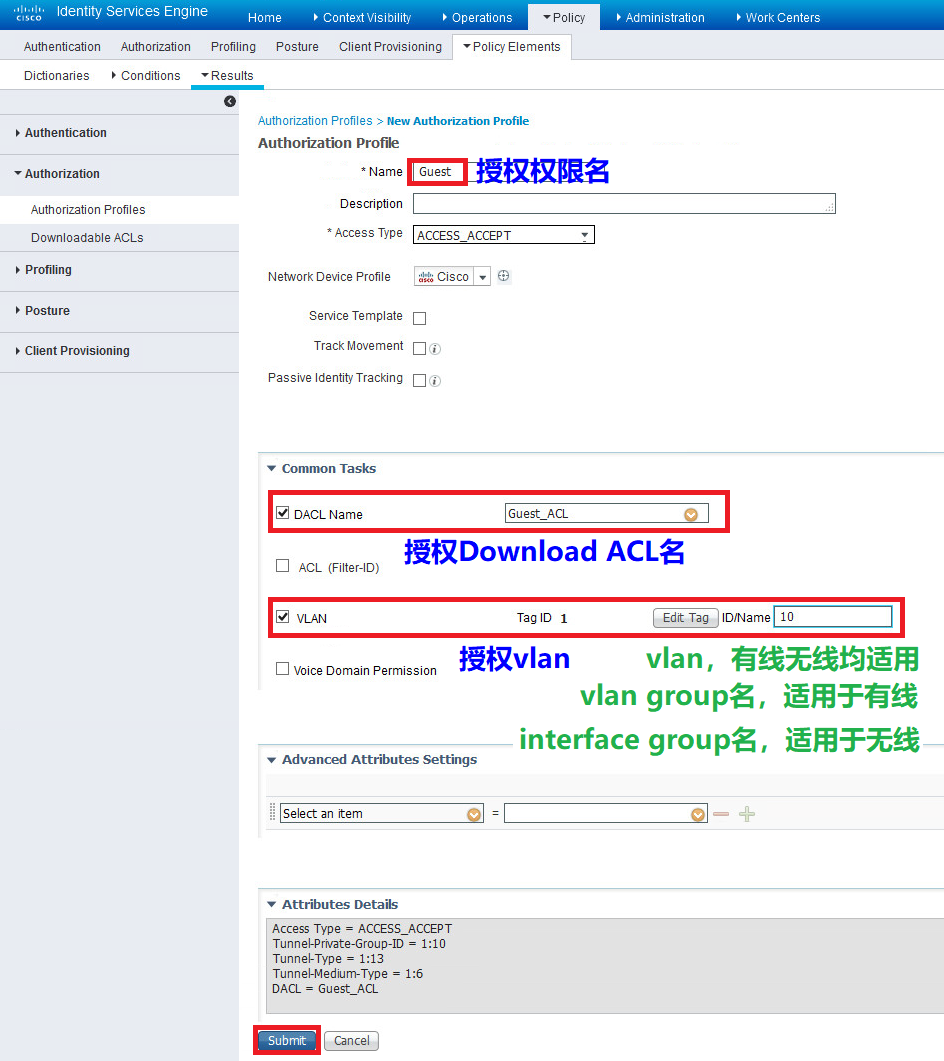 cisco Identity Services Engine Home Context Visibility Operations Policy Administration Work Centers
Authentication Authorization Profiling Posture Client Provisioning Policy Elements
Dictionaries Conditions Results
Authentication
Authorization
Authorization Profiles
Downloadable ACLs
Profiling
Posture
Client Provisioning
Authorization Profiles > New Authorization Profile
Authorization Profile
* Name Guest 授权权限名
Description
* Access Type ACCESS_ACCEPT
Network Device Profile cisco Cisco
Service Template
Track Movement i
Passive Identity Tracking i
Common Tasks
DACL Name Guest_ACL
授权Download ACL名
ACL (Filter-ID)
VLAN Tag ID 1 Edit Tag ID/Name 10
授权vlan vlan，有线无线均适用
Voice Domain Permission
vlan group名，适用于有线
interface group名，适用于无线
Advanced Attributes Settings
Select an item =
Attributes Details
Access Type = ACCESS_ACCEPT
Tunnel-Private-Group-ID = 1:10
Tunnel-Type = 1:13
Tunnel-Medium-Type = 1:6
DACL = Guest_ACL
Submit Cancel